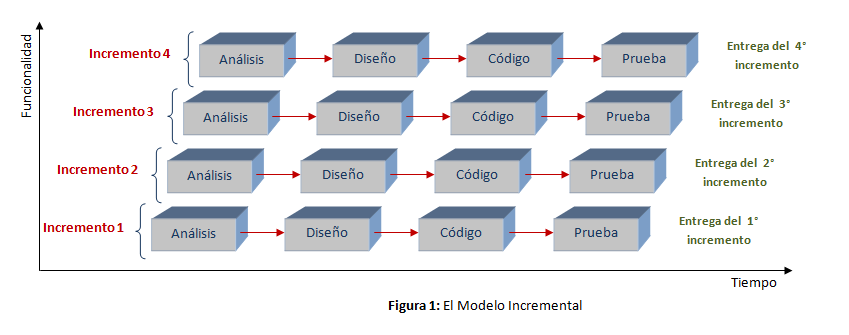 Funcionalidad
Incremento 4
Análisis
Diseño
Código
Prueba
Entrega del 4°
incremento
Incremento 3
Análisis
Diseño
Código
Prueba
Entrega del 3°
incremento
Incremento 2
Análisis
Diseño
Código
Prueba
Entrega del 2°
incremento
Incremento 1
Análisis
Diseño
Código
Prueba
Entrega del 1°
incremento
Tiempo
Figura 1: El Modelo Incremental